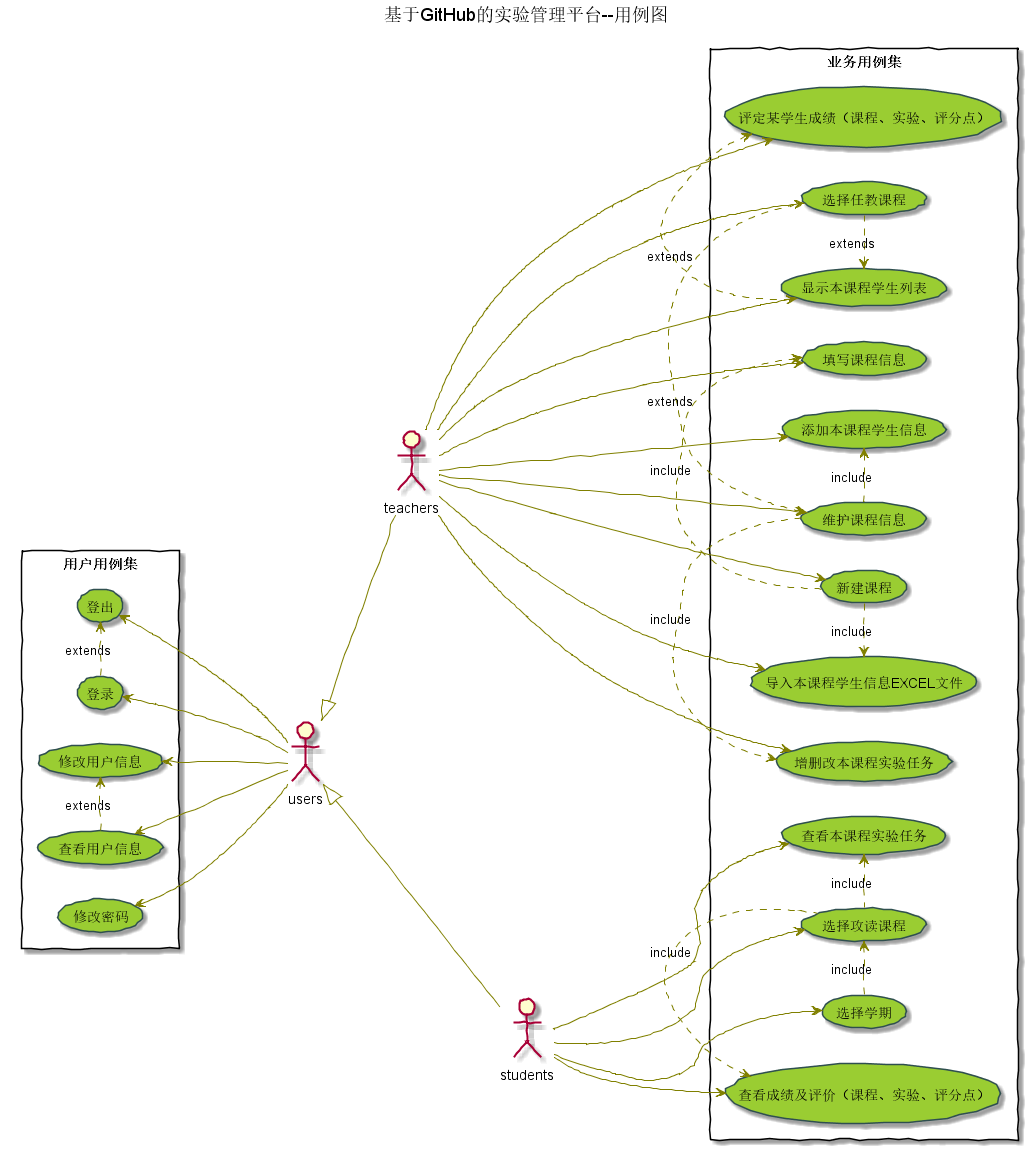 基于GitHub的实验管理平台--用例图
业务用例集
评定某学生成绩（课程、实验、评分点）
选择任教课程
extends
extends
显示本课程学生列表
填写课程信息
extends
添加本课程学生信息
include
include
维护课程信息
teachers
用户用例集
新建课程
登出
include
include
extends
导入本课程学生信息EXCEL文件
登录
修改用户信息
增删改本课程实验任务
users
extends
查看本课程实验任务
查看用户信息
include
修改密码
选择攻读课程
include
include
选择学期
students
查看成绩及评价（课程、实验、评分点）